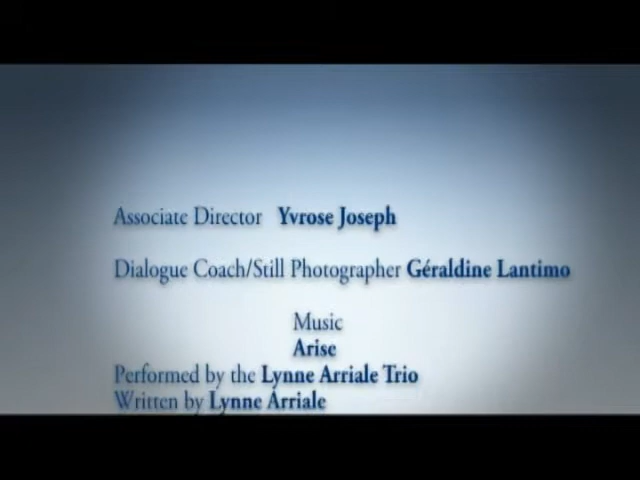 Associate Director Yvrose Joseph
Dialogue Coach/Still Photographer Géraldine Lantimo
Music
Arise
Performed by the Lynne Arriale Trio
Written by Lynne Arriale